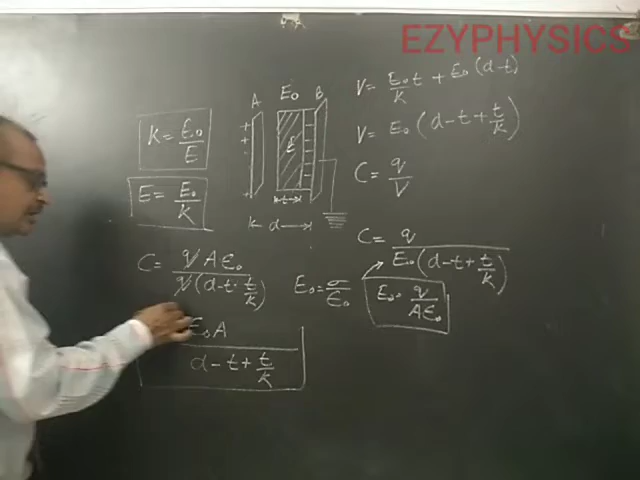 EZYPHYSICS
K = E₀/E
E = E₀/K
A E₀ B
+
+
E
t
d
V = E₀/K t + E₀ (d-t)
V = E₀ (d-t+t/K)
C = q/V
C = q/E₀(d-t+t/K)
C = qAε₀/q(d-t+t/K)
E₀ = σ/ε₀
E₀ = q/Aε₀
ε₀A/d-t+t/K